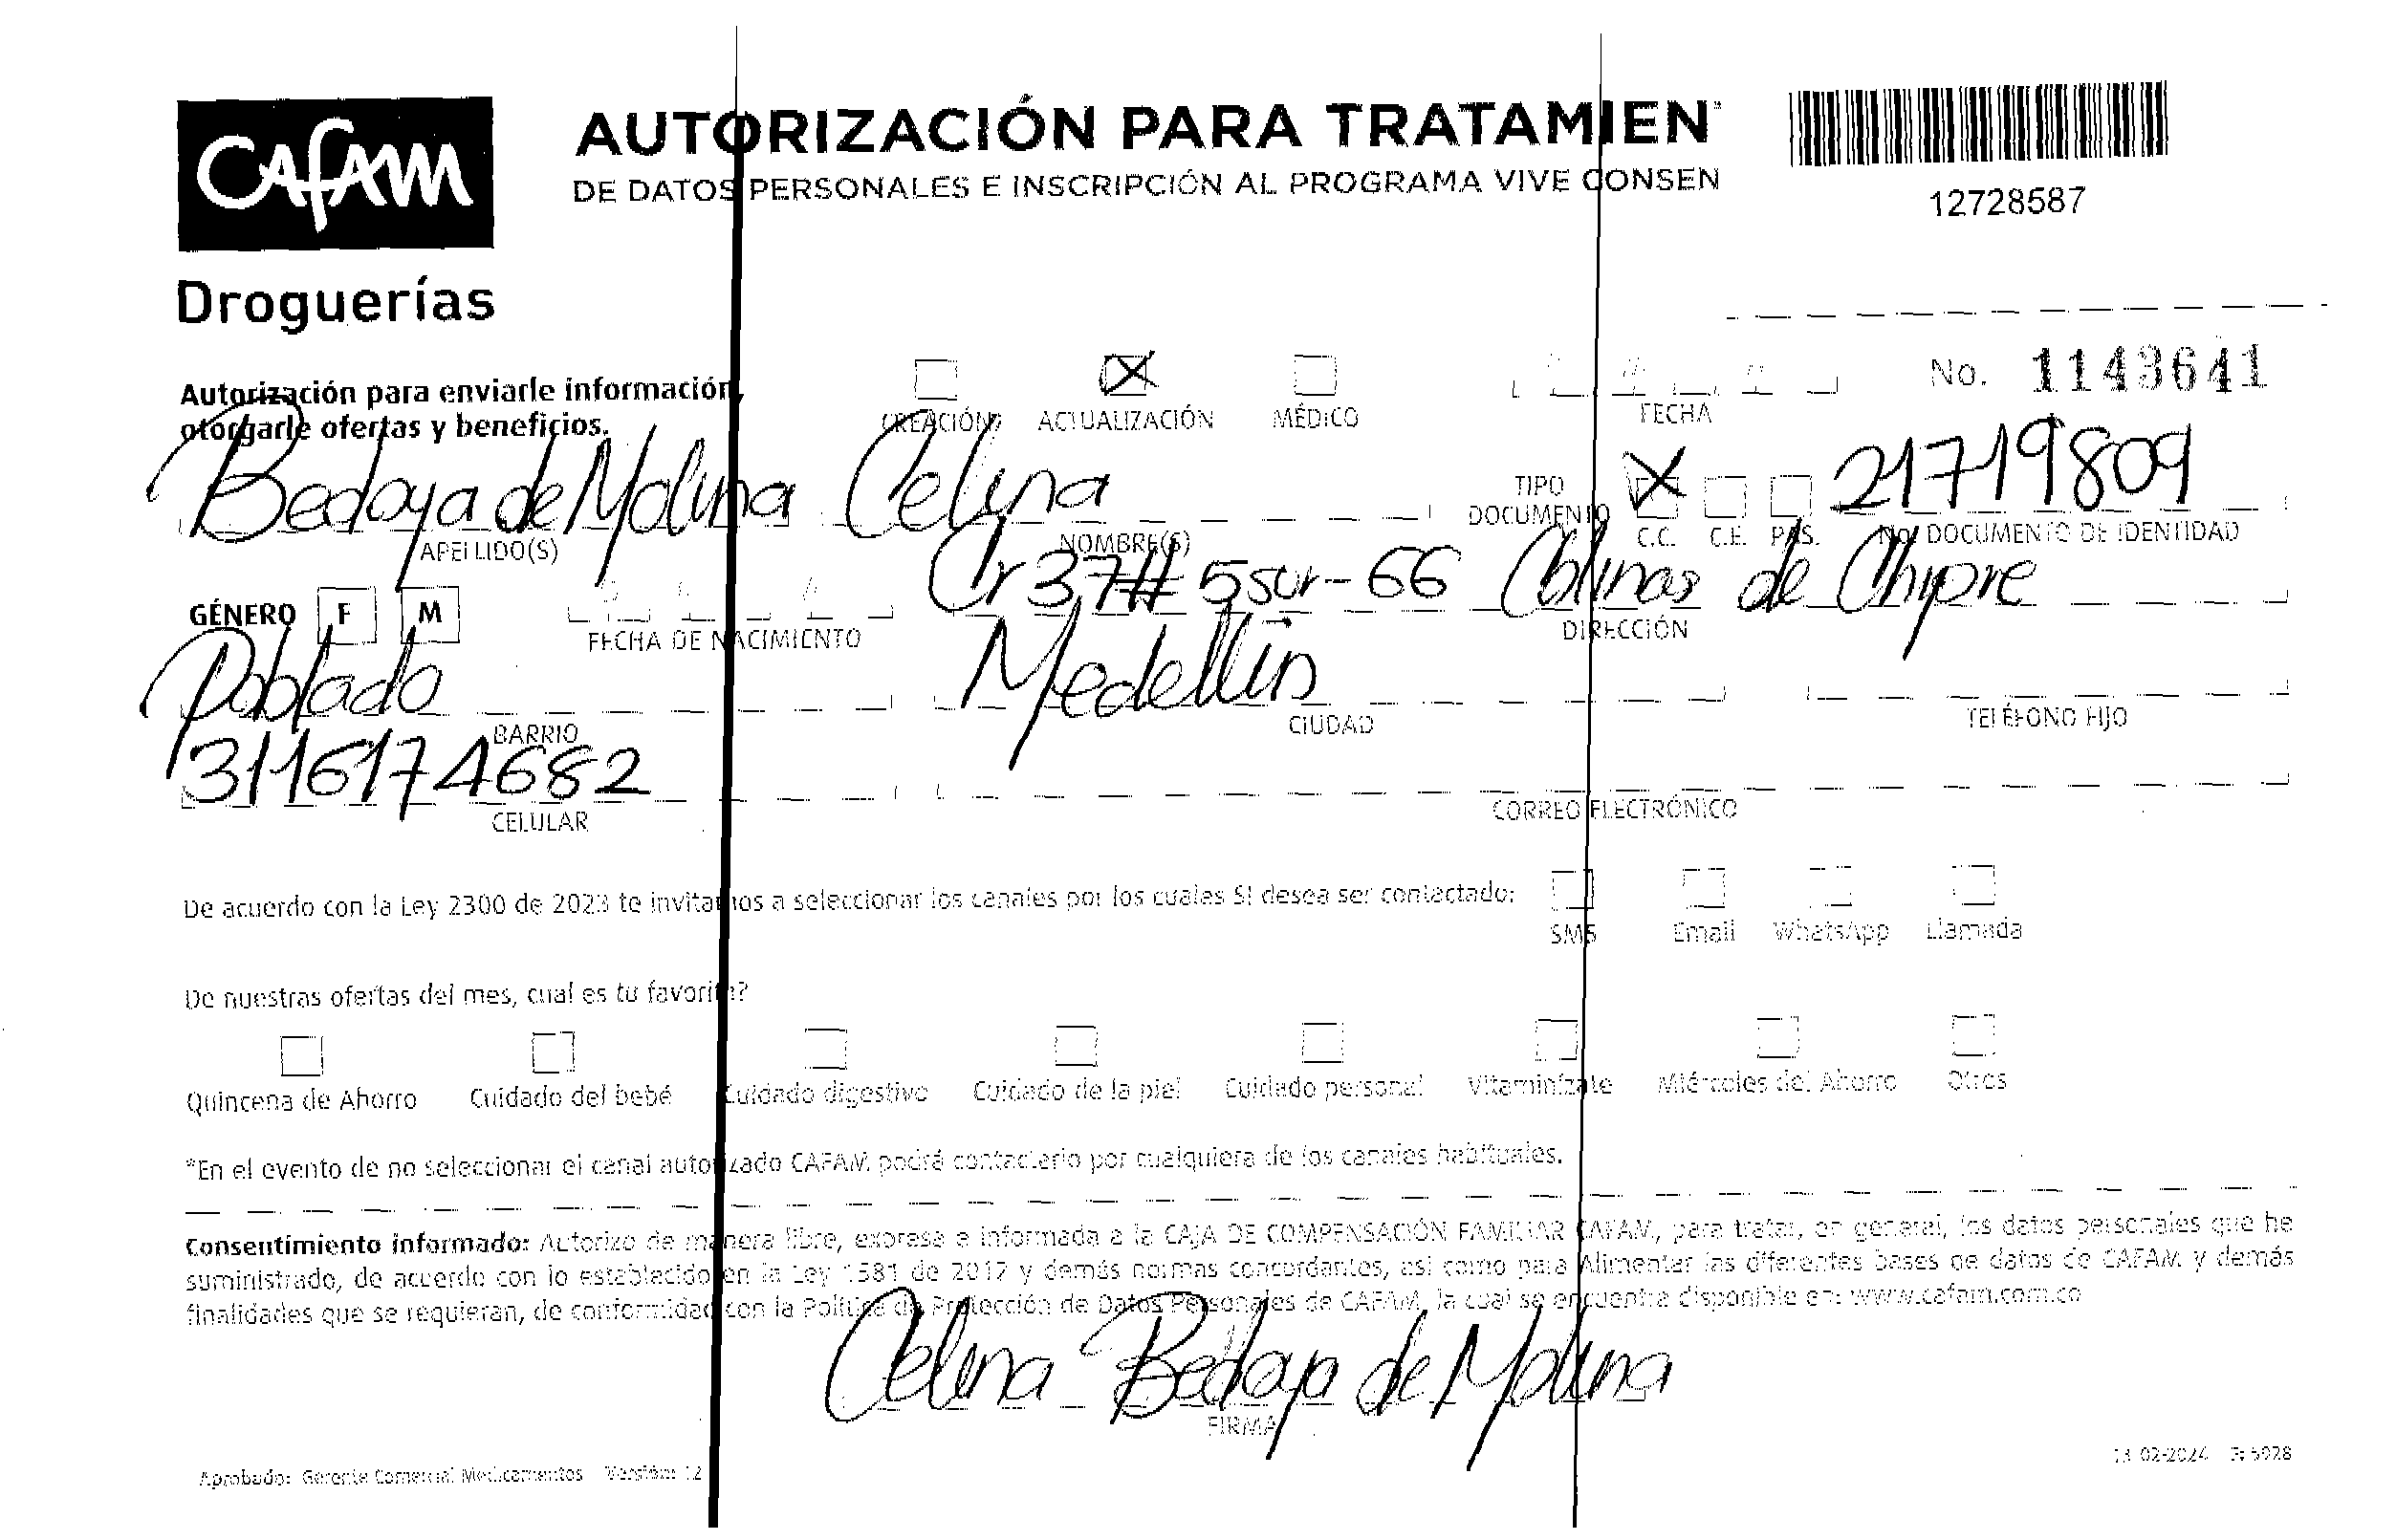 CAFAM
Droguerías
AUTORIZACIÓN PARA TRATAMIEN
DE DATOS PERSONALES E INSCRIPCIÓN AL PROGRAMA VIVE CONSEN
12728587
Autorización para enviarle información,
otorgarle ofertas y beneficios.
CREACIÓN ACTUALIZACIÓN MÉDICO FECHA No. 1143641
Bedoya de Molina Celina TIPO DOCUMENTO C.C. C.E. PAS. 21719809
APELLIDO(S) NOMBRE(S) No. DOCUMENTO DE IDENTIDAD
GÉNERO F M Cr 37# 5sur-66 Colinas de Chipre
FECHA DE NACIMIENTO DIRECCIÓN
Poblado Medellin
BARRIO CIUDAD TELÉFONO FIJO
3116174682
CELULAR CORREO ELECTRÓNICO
De acuerdo con la Ley 2300 de 2023 te invitamos a seleccionar los canales por los cuales SI desea ser contactado:
SMS Email WhatsApp Llamada
De nuestras ofertas del mes, cual es tu favorita?
Quincena de Ahorro Cuidado del bebé Cuidado digestivo Cuidado de la piel Cuidado personal Vitaminízate Miércoles del Ahorro Otros
*En el evento de no seleccionar el canal autorizado CAFAM podrá contactarlo por cualquiera de los canales habituales.
Consentimiento informado: Autorizo de manera libre, expresa e informada a la CAJA DE COMPENSACIÓN FAMILIAR CAFAM, para tratar, en general, los datos personales que he
suministrado, de acuerdo con lo establecido en la Ley 1581 de 2012 y demás normas concordantes, así como para Alimentar las diferentes bases de datos de CAFAM y demás
finalidades que se requieran, de conformidad con la Política de Protección de Datos Personales de CAFAM, la cual se encuentra disponible en: www.cafam.com.co
Celina Bedoya de Molina
FIRMA
Aprobado: Gerente Comercial Medicamentos Versión: 12